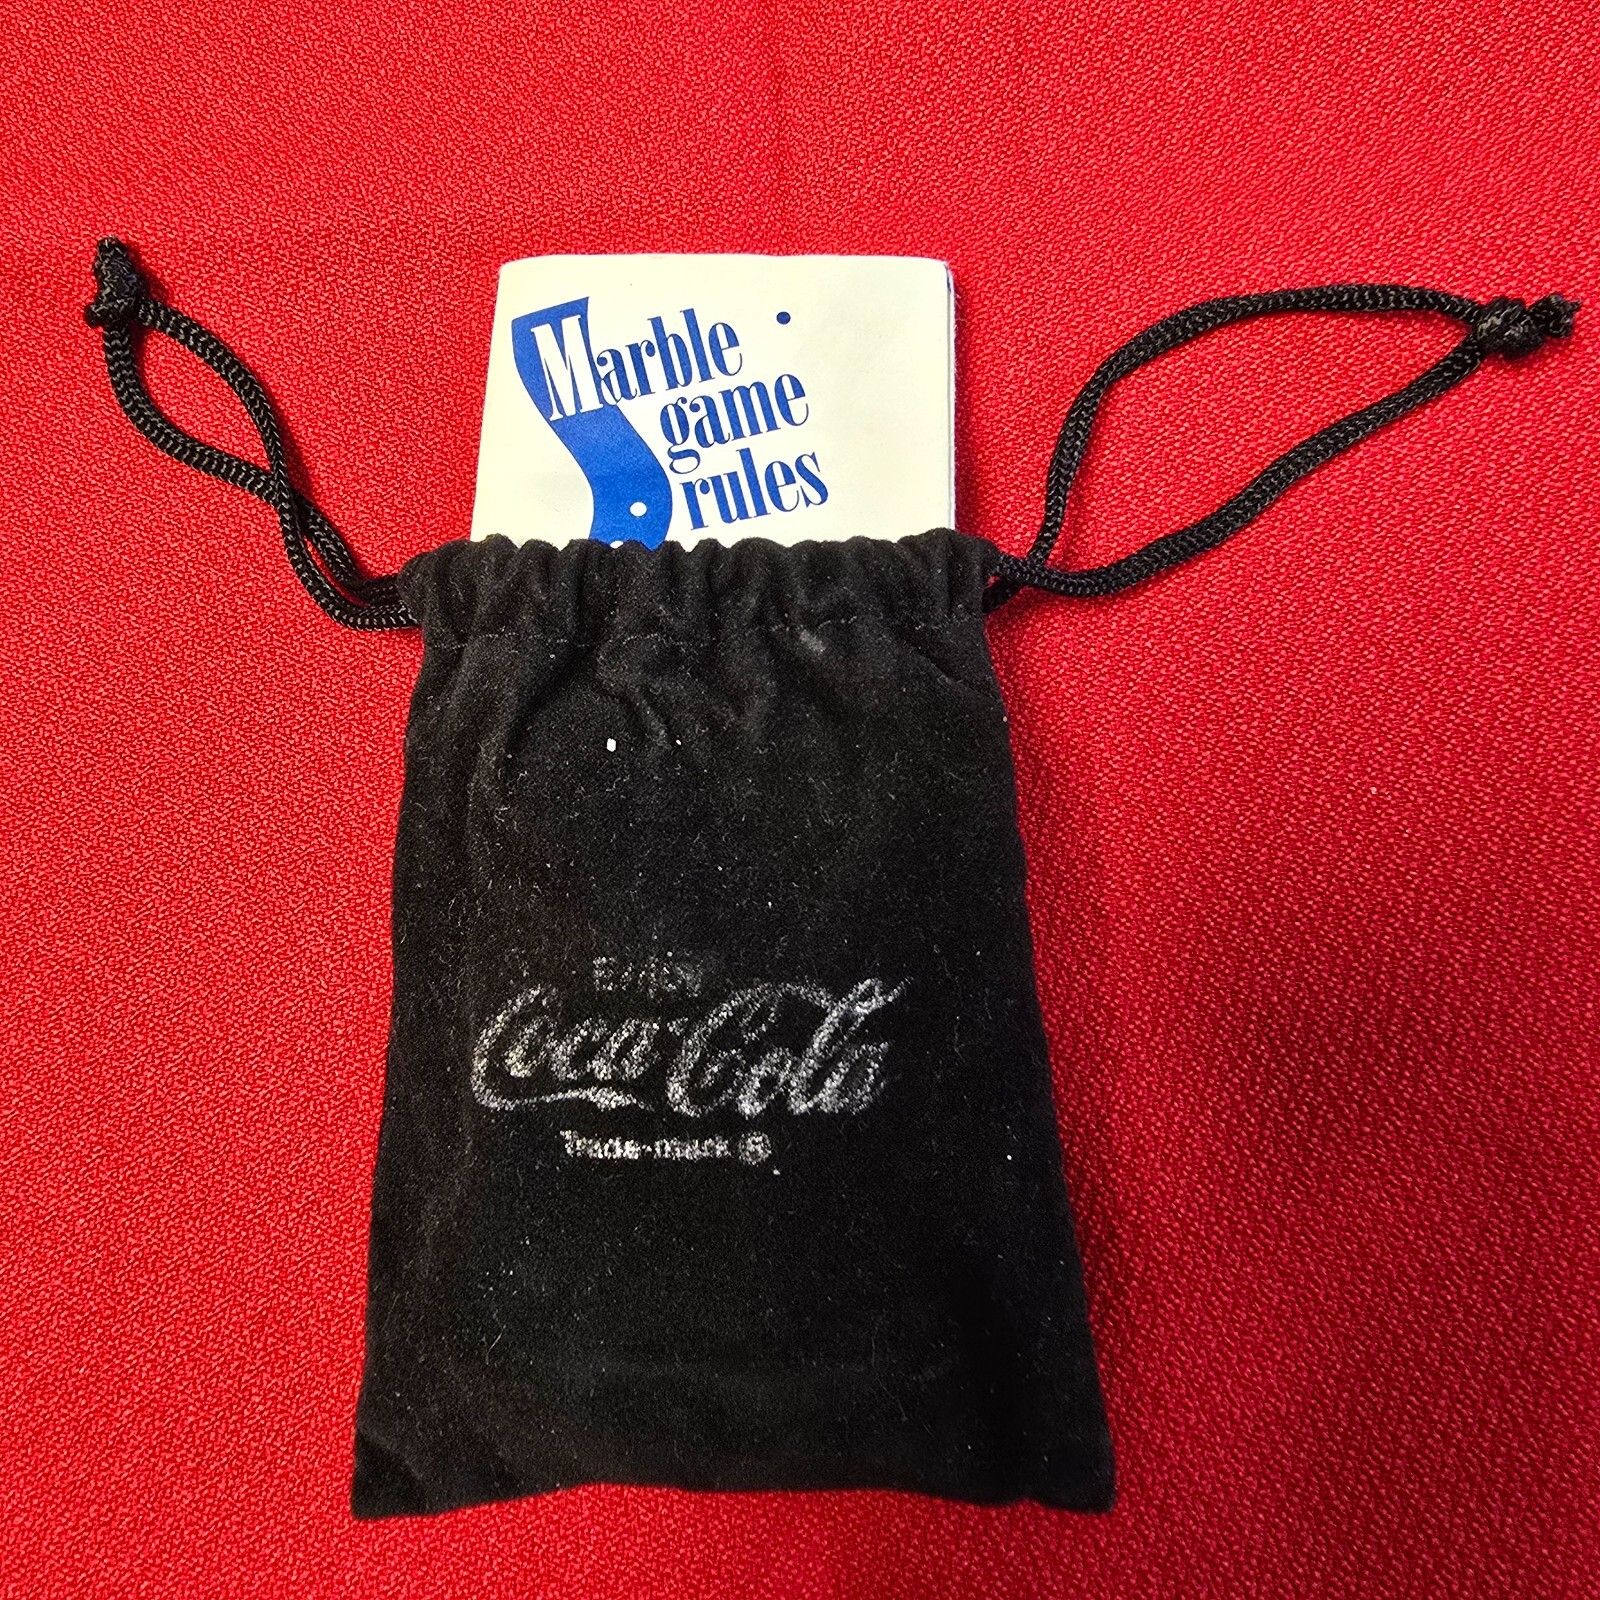 Marble
game
rules
Enjoy
Coca-Cola
Trade-mark ®